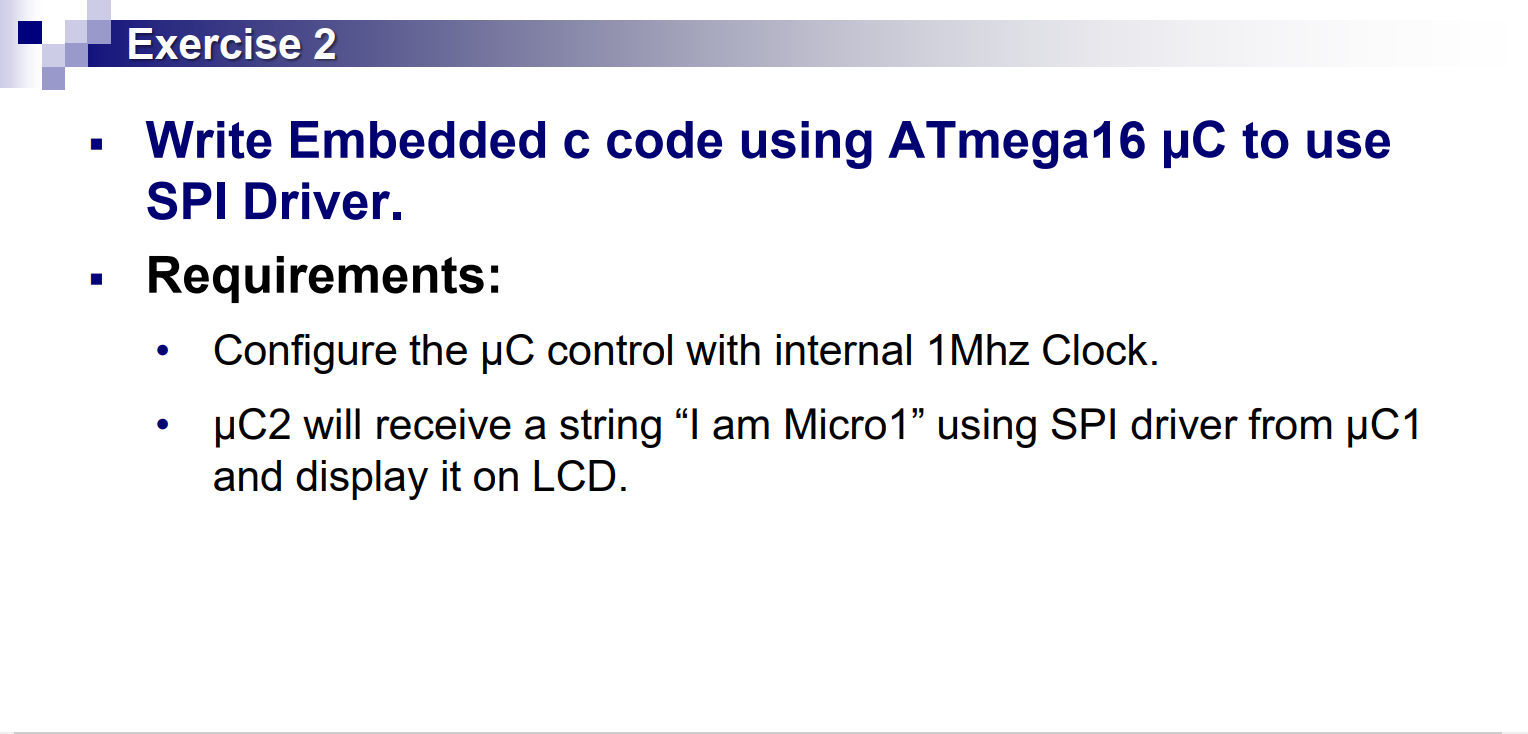 Exercise 2
▪ Write Embedded c code using ATmega16 µC to use
SPI Driver.
▪ Requirements:
• Configure the µC control with internal 1Mhz Clock.
• µC2 will receive a string “I am Micro1” using SPI driver from µC1
and display it on LCD.